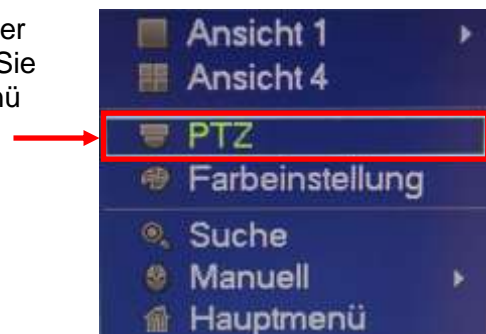 er
Sie
nü
Ansicht 1
Ansicht 4
PTZ
Farbeinstellung
Suche
Manuell
Hauptmenü